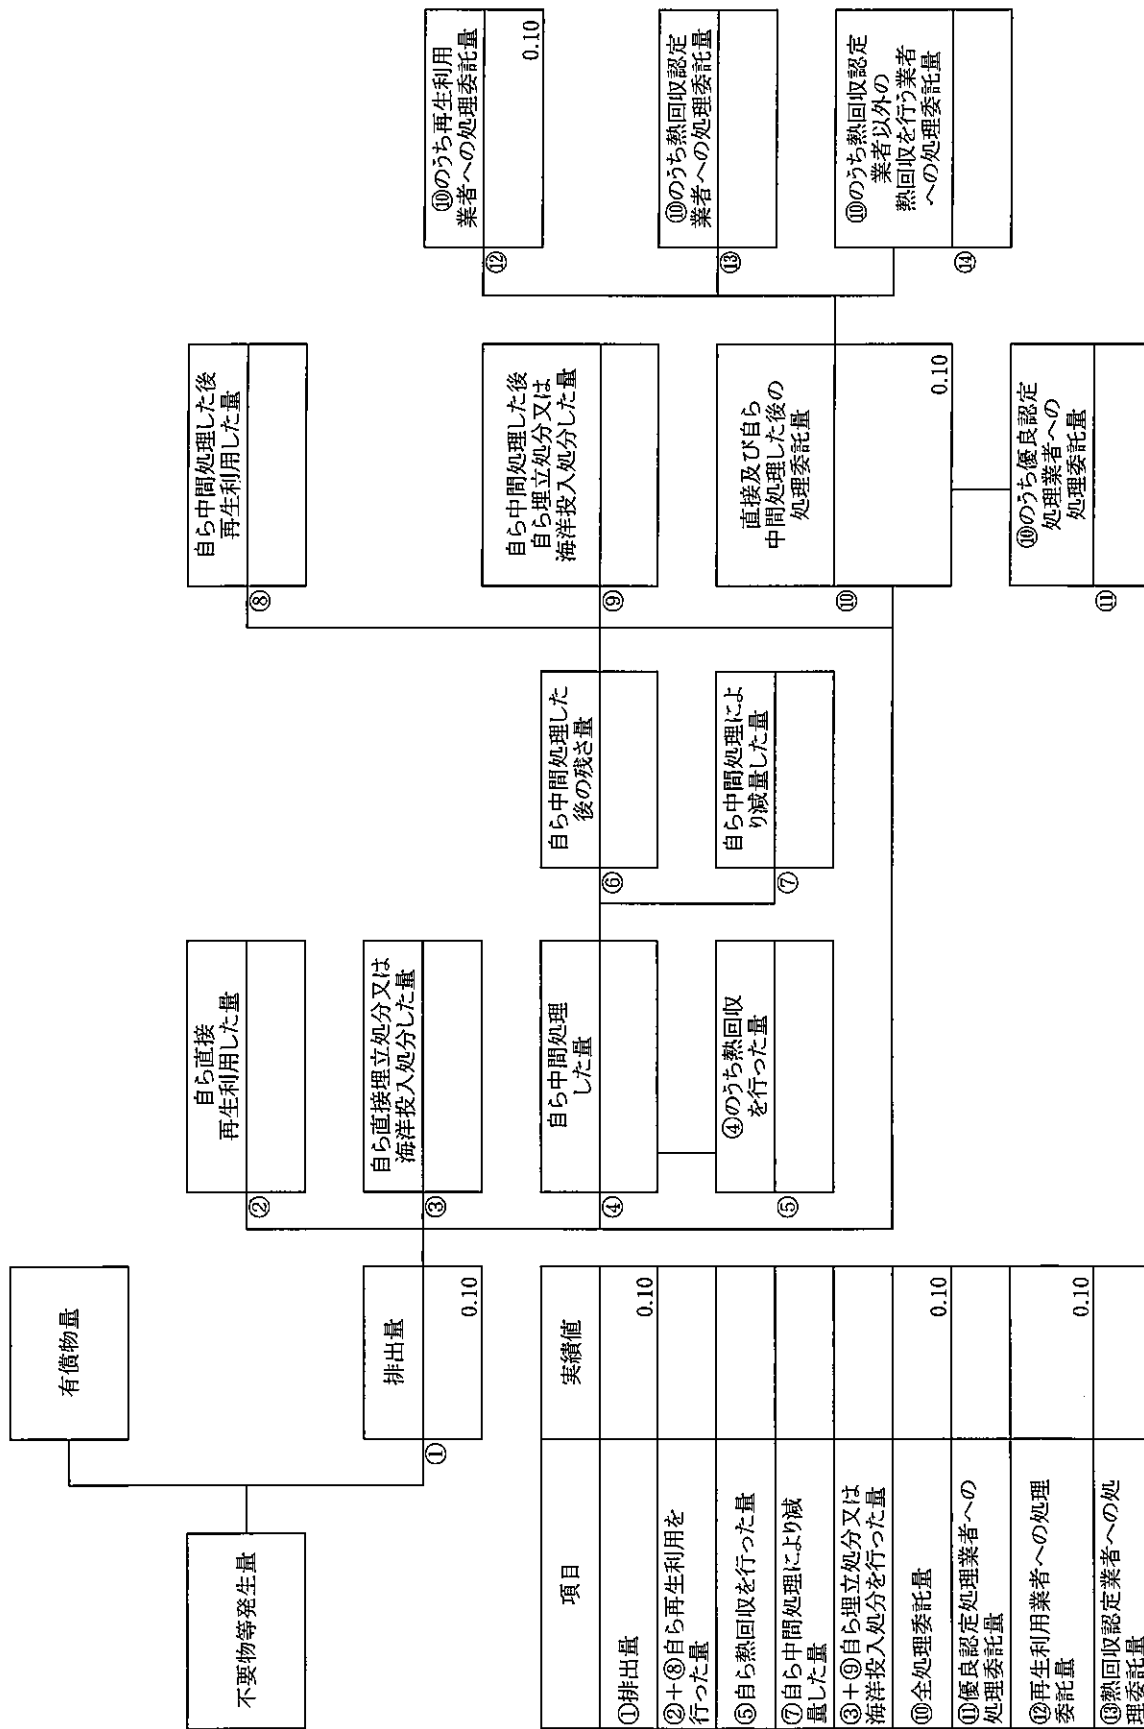 不要物等発生量
有償物量
排出量
①
0.10
自ら直接
再生利用した量
②
自ら直接埋立処分又は
海洋投入処分した量
③
自ら中間処理
した量
④
④のうち熱回収
を行った量
⑤
自ら中間処理した
後の残さ量
⑥
自ら中間処理によ
り減量した量
⑦
自ら中間処理した後
再生利用した量
⑧
自ら中間処理した後
自ら埋立処分又は
海洋投入処分した量
⑨
直接及び自ら
中間処理した後の
処理委託量
⑩
0.10
⑩のうち優良認定
処理業者への
処理委託量
⑪
⑩のうち再生利用
業者への処理委託量
⑫
0.10
⑩のうち熱回収認定
業者への処理委託量
⑬
⑩のうち熱回収認定
業者以外の
熱回収を行う業者
への処理委託量
⑭
項目 実績値
①排出量 0.10
②+⑧自ら再生利用を
行った量
⑤自ら熱回収を行った量
⑦自ら中間処理により減
量した量
③+⑨自ら埋立処分又は
海洋投入処分を行った量
⑩全処理委託量 0.10
⑪優良認定処理業者への
処理委託量
⑫再生利用業者への処理
委託量 0.10
⑬熱回収認定業者への処
理委託量